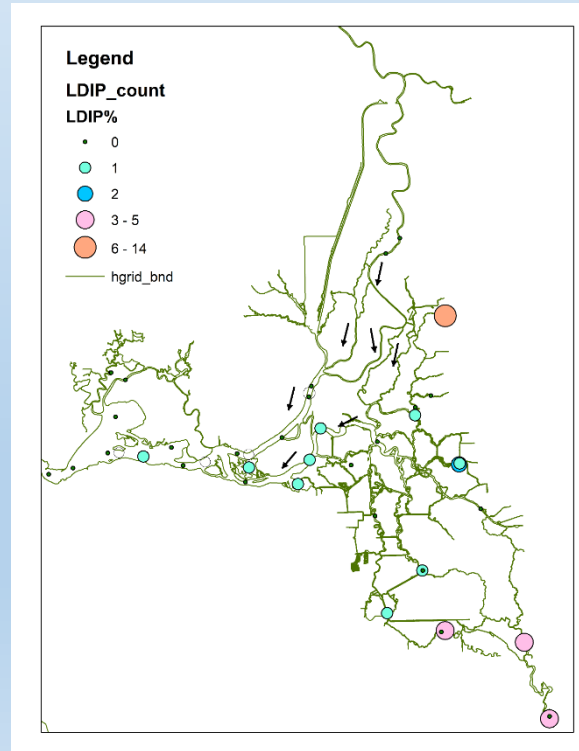 Legend
LDIP_count
LDIP%
0
1
2
3 - 5
6 - 14
hgrid_bnd